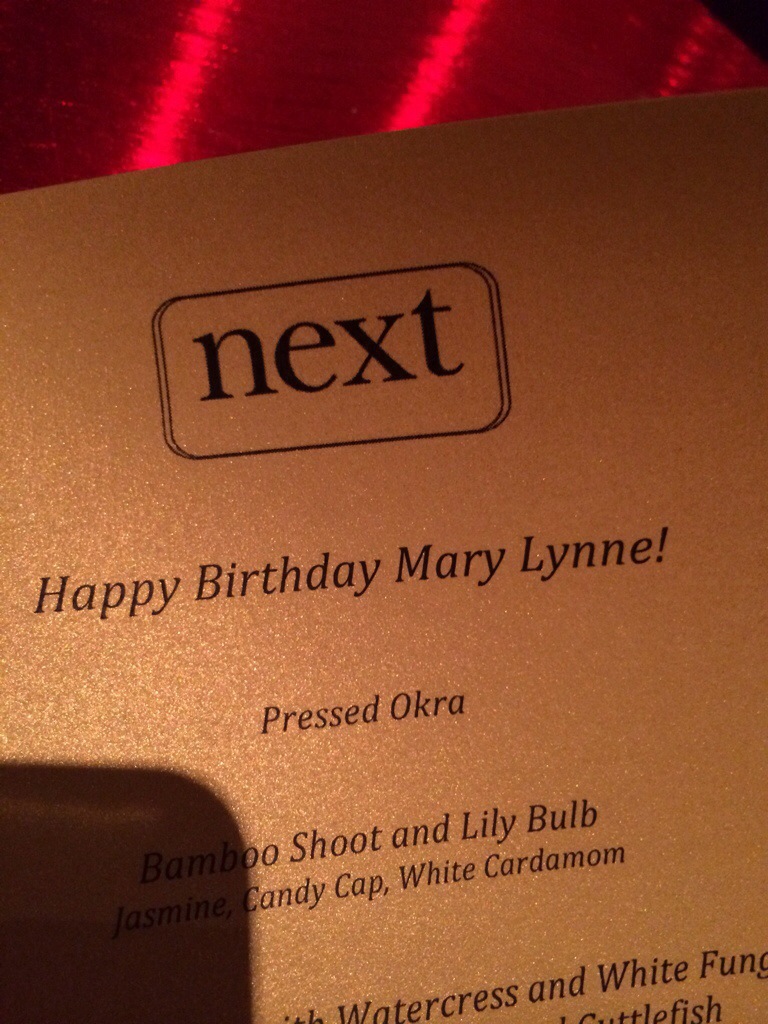 next
Happy Birthday Mary Lynne!
Pressed Okra
Bamboo Shoot and Lily Bulb
Jasmine, Candy Cap, White Cardamom
Watercress and White
Cuttlefish